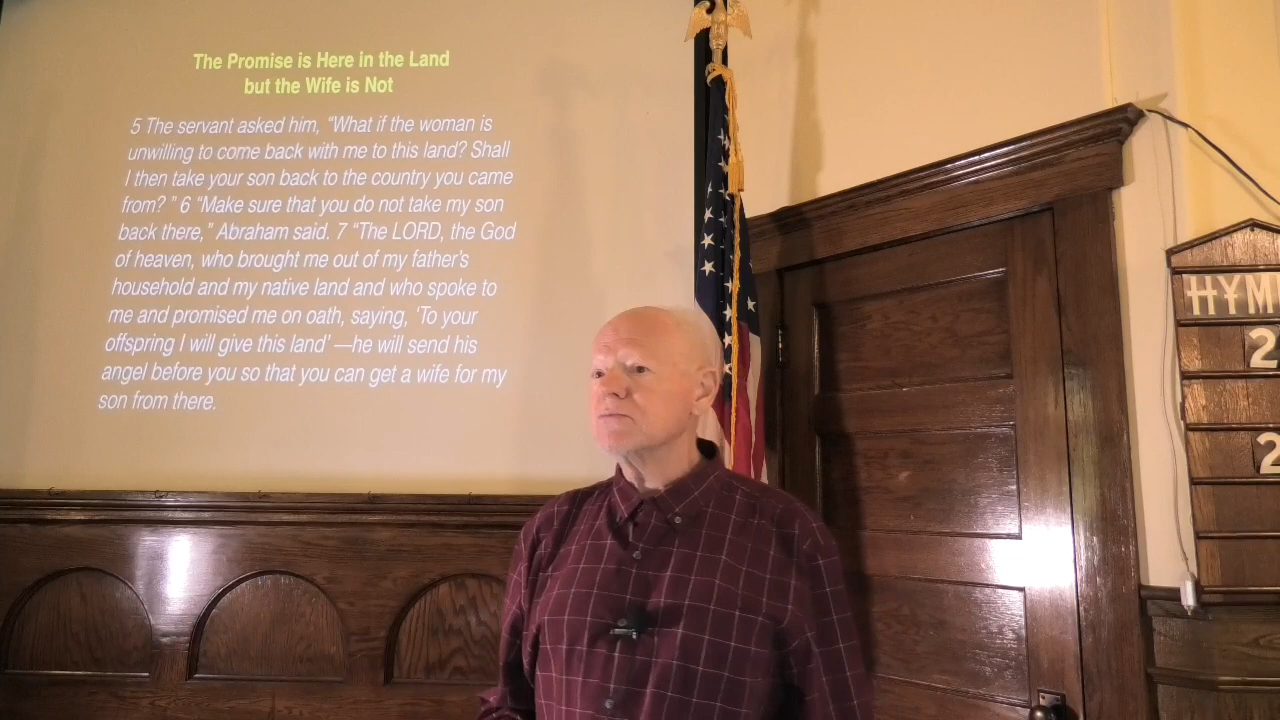 The Promise is Here in the Land
but the Wife is Not
5 The servant asked him, “What if the woman is
unwilling to come back with me to this land? Shall
I then take your son back to the country you came
from? ” 6 “Make sure that you do not take my son
back there,” Abraham said. 7 “The LORD, the God
of heaven, who brought me out of my father’s
household and my native land and who spoke to
me and promised me on oath, saying, ‘To your
offspring I will give this land’ —he will send his
angel before you so that you can get a wife for my
son from there.
HYM
2
2